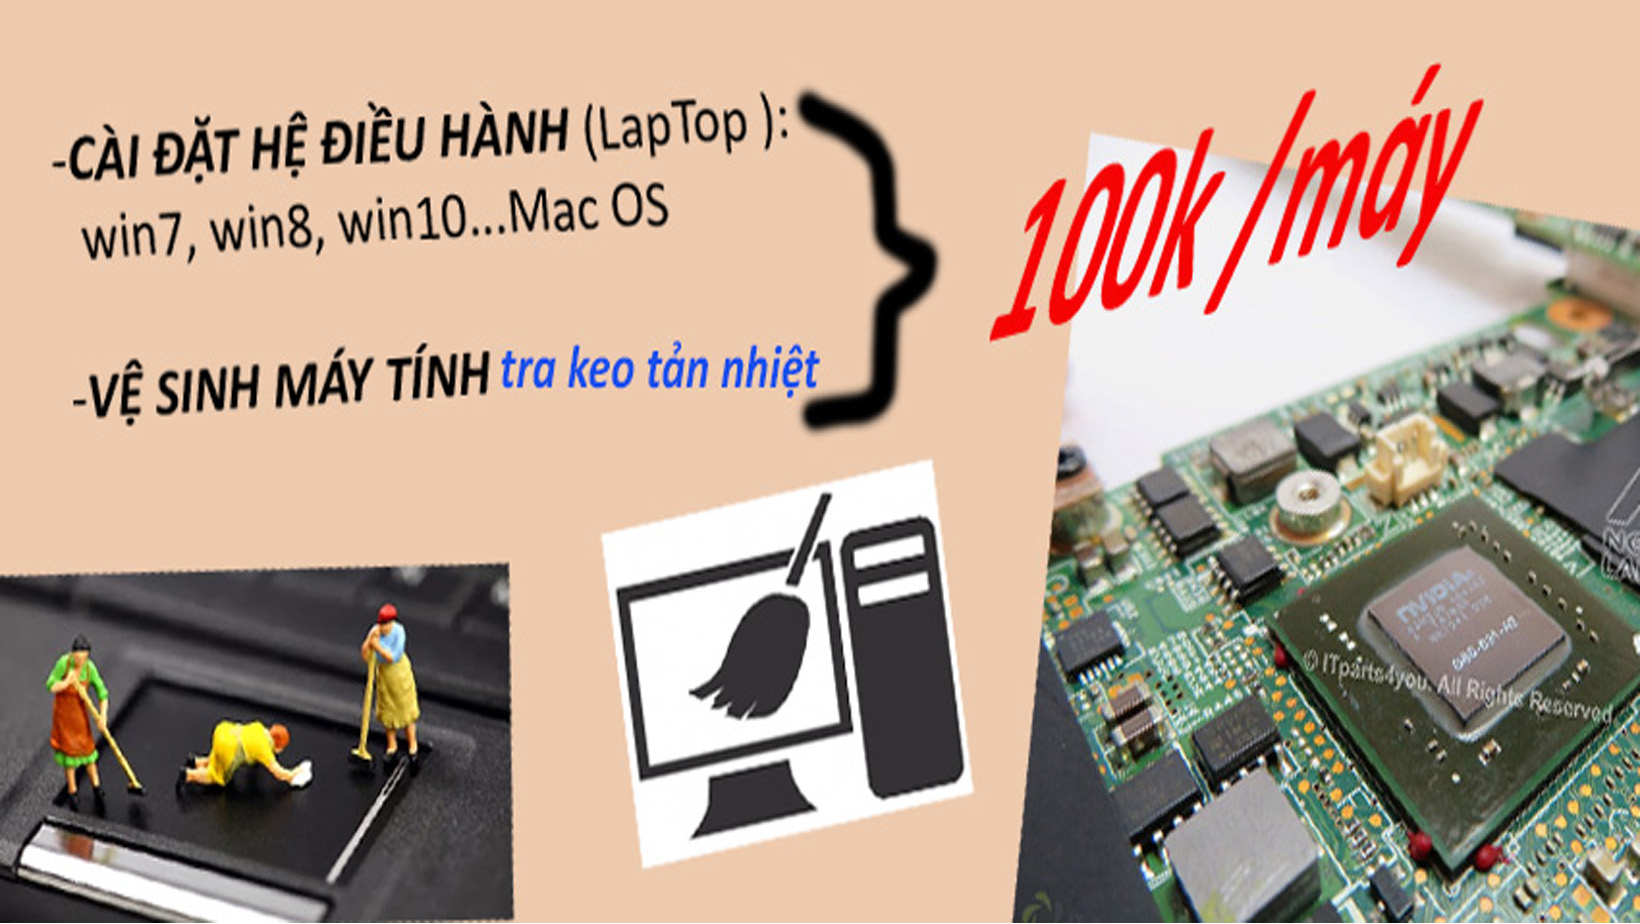 -CÀI ĐẶT HỆ ĐIỀU HÀNH (LapTop ):
win7, win8, win10...Mac OS
-VỆ SINH MÁY TÍNH tra keo tản nhiệt
100k /máy
NVIDIA
© ITparts4you. All Rights Reserved